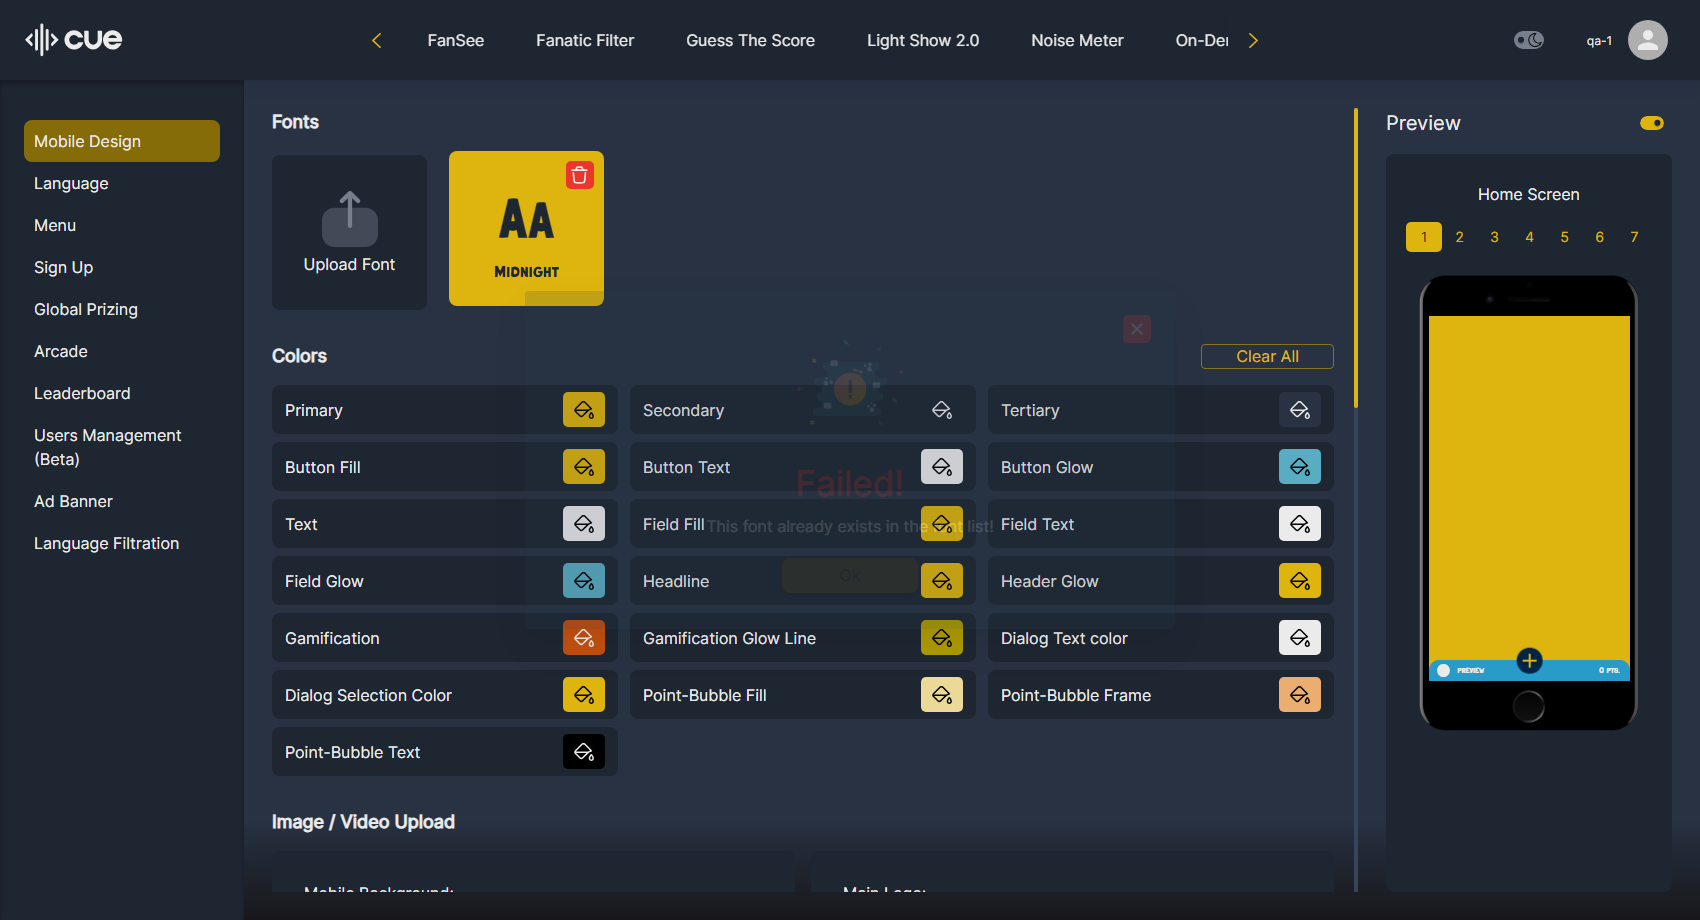 cue
FanSee
Fanatic Filter
Guess The Score
Light Show 2.0
Noise Meter
On-Der
qa-1
Mobile Design
Language
Menu
Sign Up
Global Prizing
Arcade
Leaderboard
Users Management
(Beta)
Ad Banner
Language Filtration
Fonts
Upload Font
AA
MIDNIGHT
Colors
Clear All
Primary
Secondary
Tertiary
Button Fill
Button Text
Button Glow
Text
Field Fill
Field Text
Field Glow
Headline
Header Glow
Gamification
Gamification Glow Line
Dialog Text color
Dialog Selection Color
Point-Bubble Fill
Point-Bubble Frame
Point-Bubble Text
Failed!
This font already exists in the font list!
Ok
Image / Video Upload
Mobile Background:
Main Logo:
Preview
Home Screen
1 2 3 4 5 6 7
PREVIEW
0 PTS.